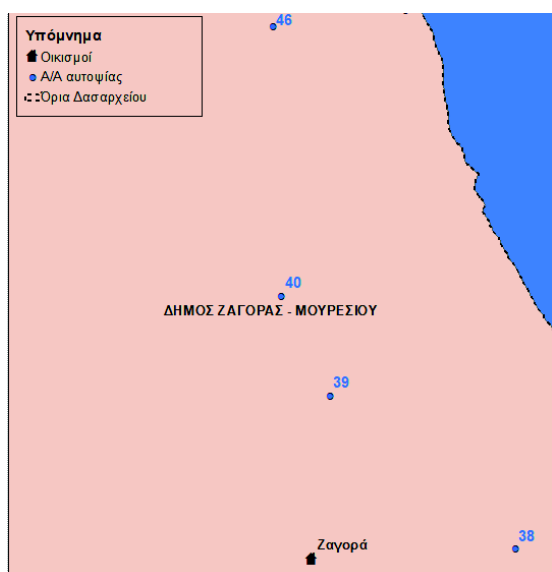 46
Υπόμνημα
Οικισμοί
Α/Α αυτοψίας
Όρια Δασαρχείου
40
ΔΗΜΟΣ ΖΑΓΟΡΑΣ - ΜΟΥΡΕΣΙΟΥ
39
Ζαγορά
38